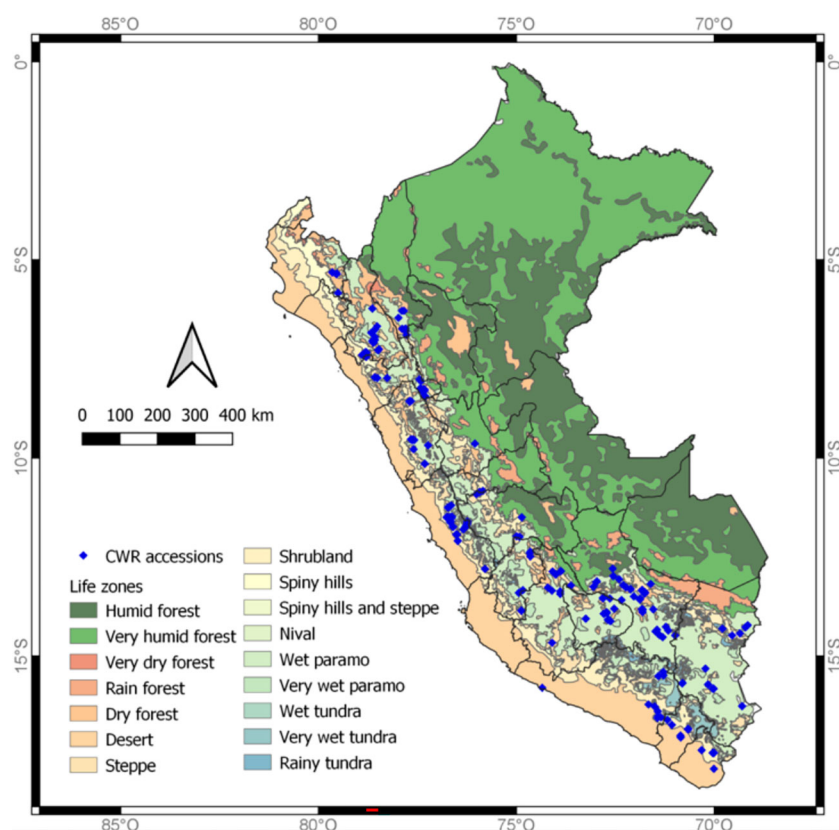 85°O 80°O 75°O 70°O
0°
0°
5°S
5°S
10°S
10°S
15°S
15°S
0 100 200 300 400 km
CWR accessions
Life zones
Humid forest
Very humid forest
Very dry forest
Rain forest
Dry forest
Desert
Steppe
Shrubland
Spiny hills
Spiny hills and steppe
Nival
Wet paramo
Very wet paramo
Wet tundra
Very wet tundra
Rainy tundra
85°O 80°O 75°O 70°O